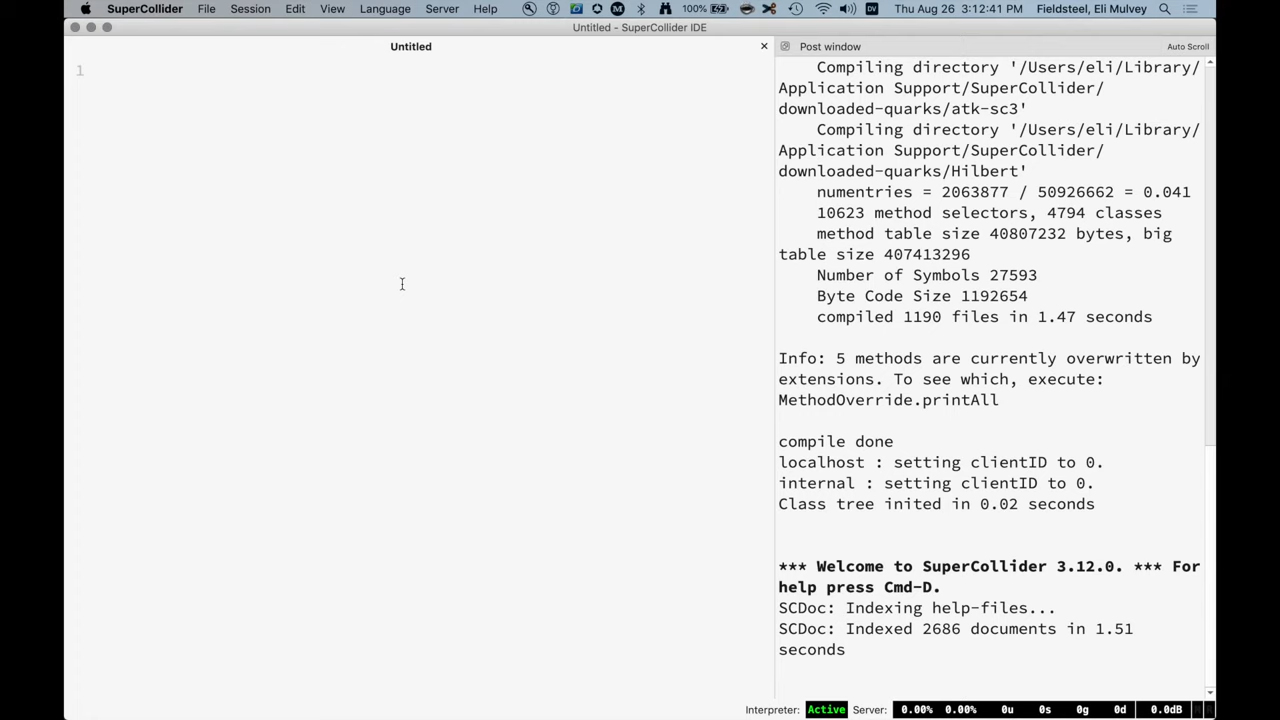 SuperCollider File Session Edit View Language Server Help 100% DV Thu Aug 26 3:12:41 PM Fieldsteel, Eli Mulvey
Untitled - SuperCollider IDE
Untitled
Post window
Auto Scroll
1
Compiling directory '/Users/eli/Library/
Application Support/SuperCollider/
downloaded-quarks/atk-sc3'
Compiling directory '/Users/eli/Library/
Application Support/SuperCollider/
downloaded-quarks/Hilbert'
numentries = 2063877 / 50926662 = 0.041
10623 method selectors, 4794 classes
method table size 40807232 bytes, big
table size 407413296
Number of Symbols 27593
Byte Code Size 1192654
compiled 1190 files in 1.47 seconds
Info: 5 methods are currently overwritten by
extensions. To see which, execute:
MethodOverride.printAll
compile done
localhost : setting clientID to 0.
internal : setting clientID to 0.
Class tree inited in 0.02 seconds
*** Welcome to SuperCollider 3.12.0. *** For
help press Cmd-D.
SCDoc: Indexing help-files...
SCDoc: Indexed 2686 documents in 1.51
seconds
Interpreter: Active Server: 0.00% 0.00% 0u 0s 0g 0d 0.0dB